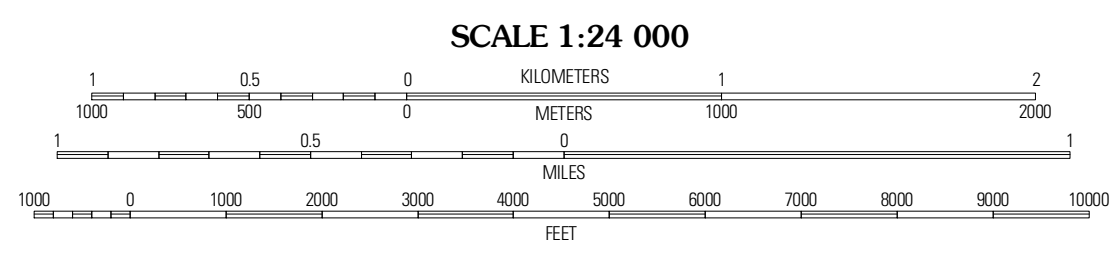 SCALE 1:24 000
1 0.5 0 KILOMETERS 1 2
1000 500 0 METERS 1000 2000
1 0.5 0 1
MILES
1000 0 1000 2000 3000 4000 5000 6000 7000 8000 9000 10000
FEET